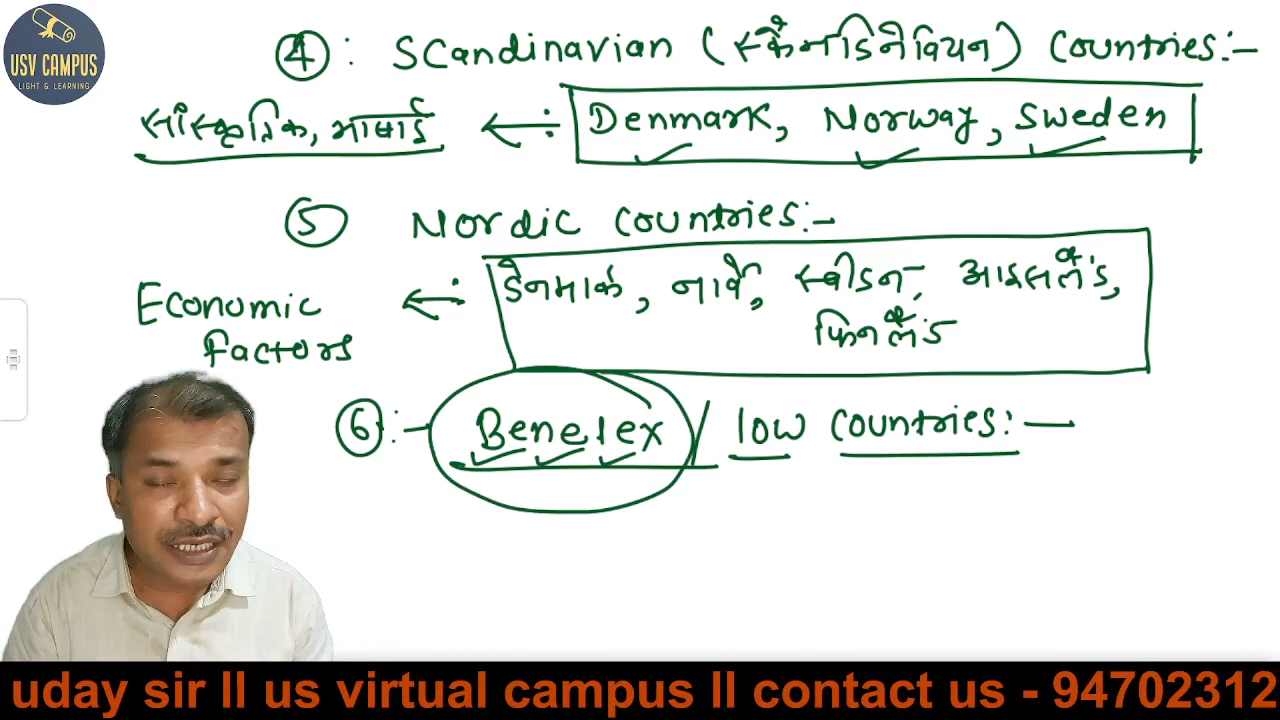 USV CAMPUS
LIGHT & LEARNING
④ : Scandinavian (स्कैनाडिनेवियन) Countries:-
सांस्कृतिक, भाषाई ← : Denmark, Norway, Sweden
⑤ Nordic Countries:-
डेनमार्क, नार्वे, स्वीडन, आइसलैंड,
Economic factors ← : फिनलैंड
⑥ :- Benelex / low countries: —
uday sir ll us virtual campus ll contact us - 94702312